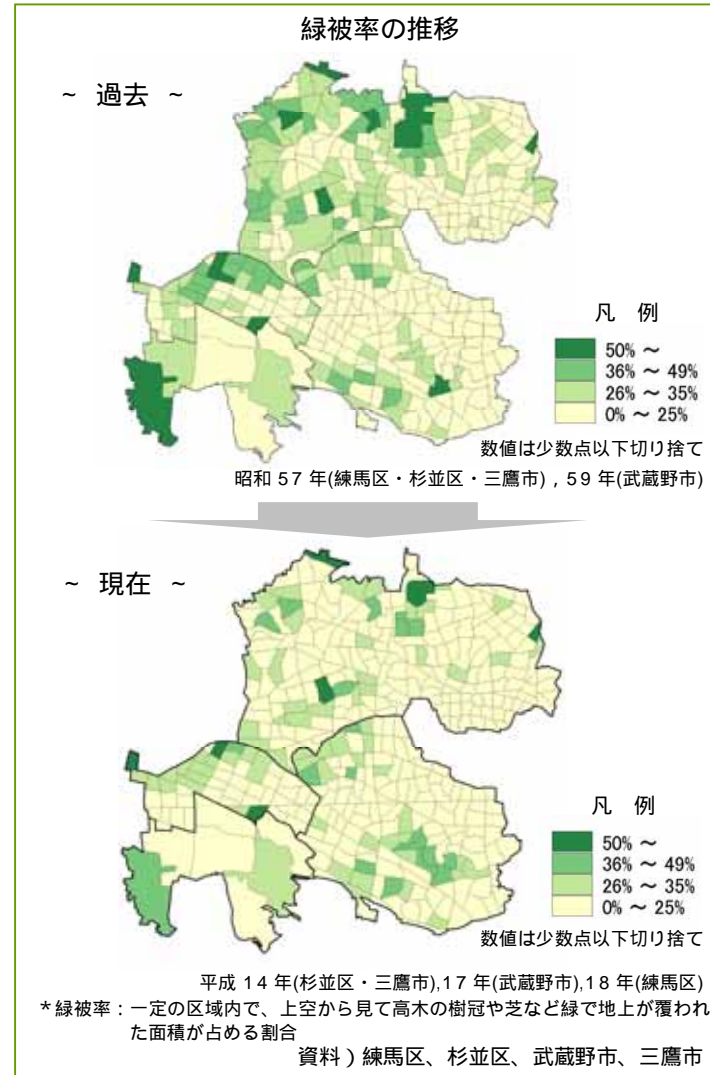 緑被率の推移
~ 過去 ~
凡 例
50% ～
36% ～ 49%
26% ～ 35%
0% ～ 25%
数値は少数点以下切り捨て
昭和 57 年(練馬区・杉並区・三鷹市) , 59 年(武蔵野市)
~ 現在 ~
凡 例
50% ～
36% ～ 49%
26% ～ 35%
0% ～ 25%
数値は少数点以下切り捨て
平成 14 年(杉並区・三鷹市),17 年(武蔵野市),18 年(練馬区)
*緑被率：一定の区域内で、上空から見て高木の樹冠や芝など緑で地上が覆われ
た面積が占める割合
資料 ) 練馬区、杉並区、武蔵野市、三鷹市